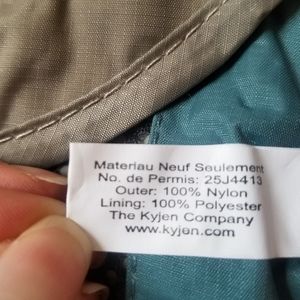 Materiau Neuf Seulement
No. de Permis: 25J4413
Outer: 100% Nylon
Lining: 100% Polyester
The Kyjen Company
www.kyjen.com